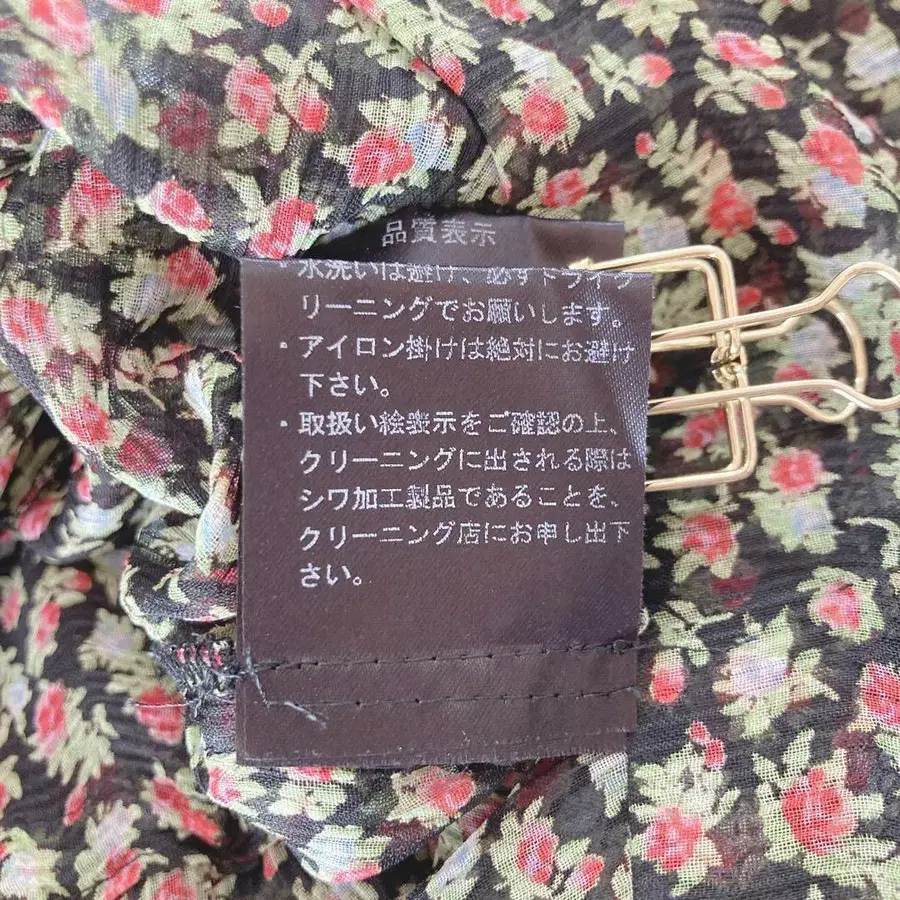 品質表示
・水洗いは避け、必ずドライク
リーニングでお願いします。
・アイロン掛けは絶対にお避け
下さい。
・取扱い絵表示をご確認の上、
クリーニングに出される際は
シワ加工製品であることを、
クリーニング店にお申し出下
さい。